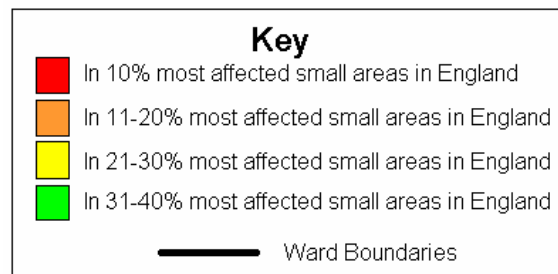 Key
In 10% most affected small areas in England
In 11-20% most affected small areas in England
In 21-30% most affected small areas in England
In 31-40% most affected small areas in England
Ward Boundaries